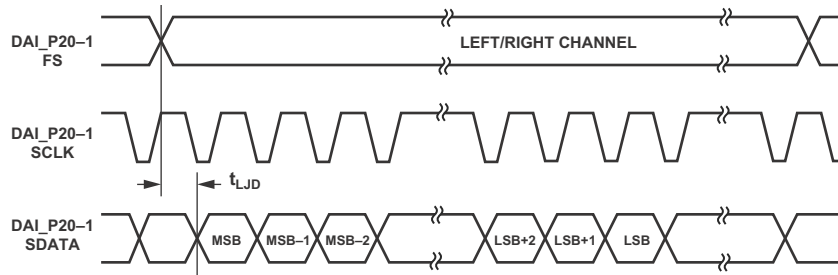 DAI_P20–1
FS
LEFT/RIGHT CHANNEL
DAI_P20–1
SCLK
tLJD
DAI_P20–1
SDATA
MSB MSB–1 MSB–2 LSB+2 LSB+1 LSB